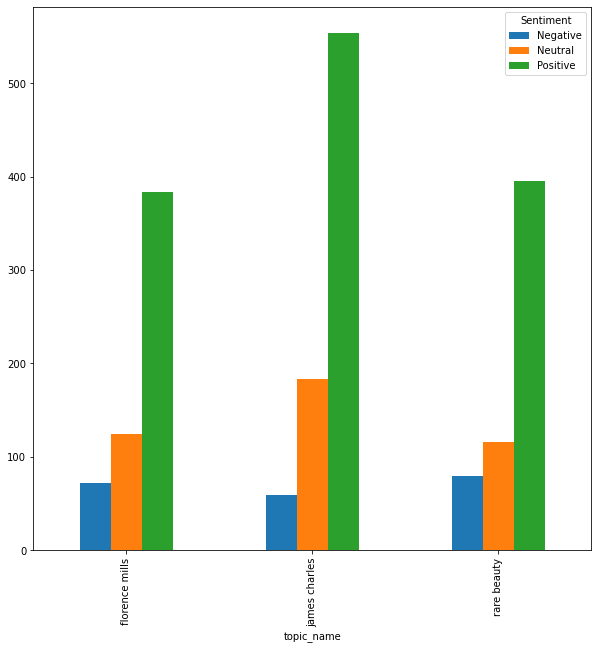 Sentiment
Negative
Neutral
Positive
500
400
300
200
100
0
florence mills
james charles
rare beauty
topic_name